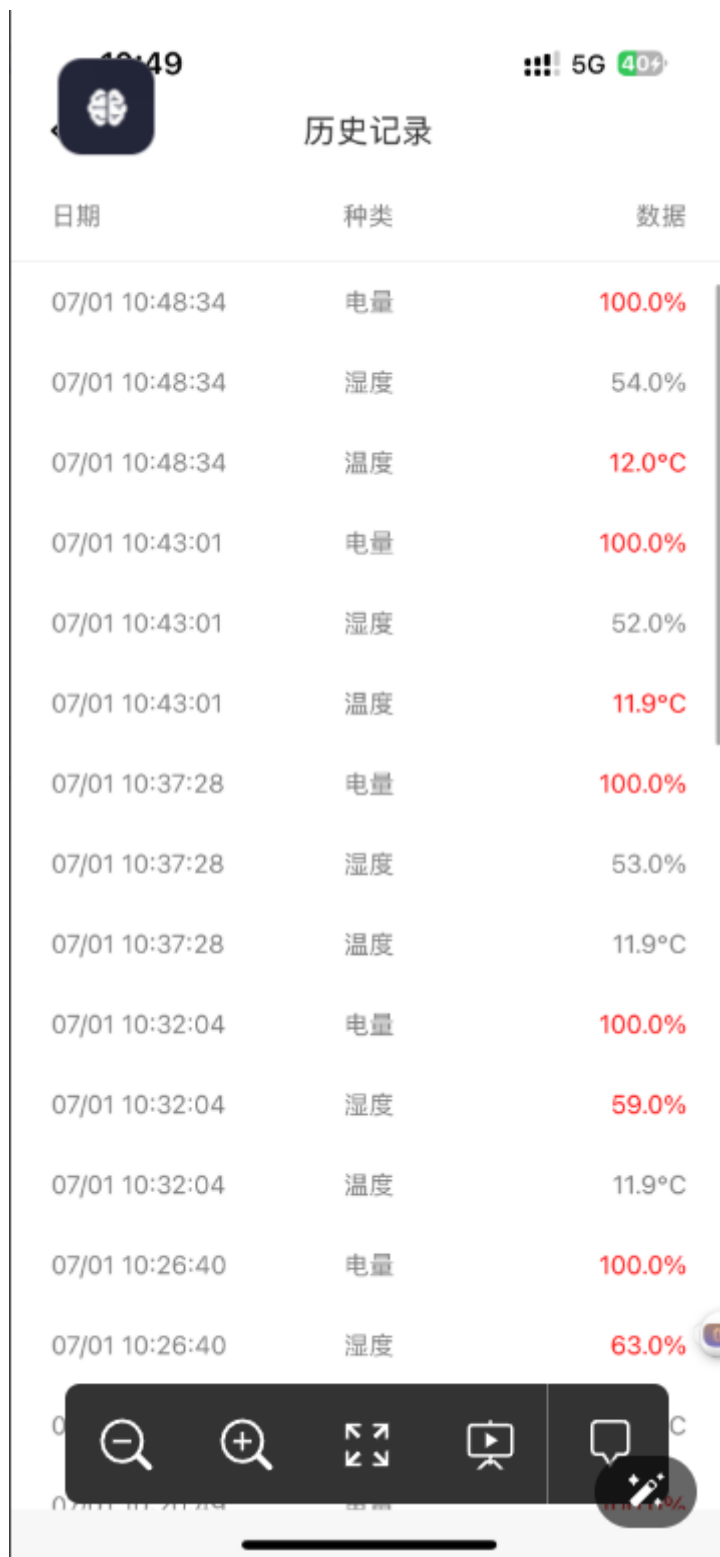 :49 5G 40
历史记录
日期 种类 数据
07/01 10:48:34 电量 100.0%
07/01 10:48:34 湿度 54.0%
07/01 10:48:34 温度 12.0°C
07/01 10:43:01 电量 100.0%
07/01 10:43:01 湿度 52.0%
07/01 10:43:01 温度 11.9°C
07/01 10:37:28 电量 100.0%
07/01 10:37:28 湿度 53.0%
07/01 10:37:28 温度 11.9°C
07/01 10:32:04 电量 100.0%
07/01 10:32:04 湿度 59.0%
07/01 10:32:04 温度 11.9°C
07/01 10:26:40 电量 100.0%
07/01 10:26:40 湿度 63.0%